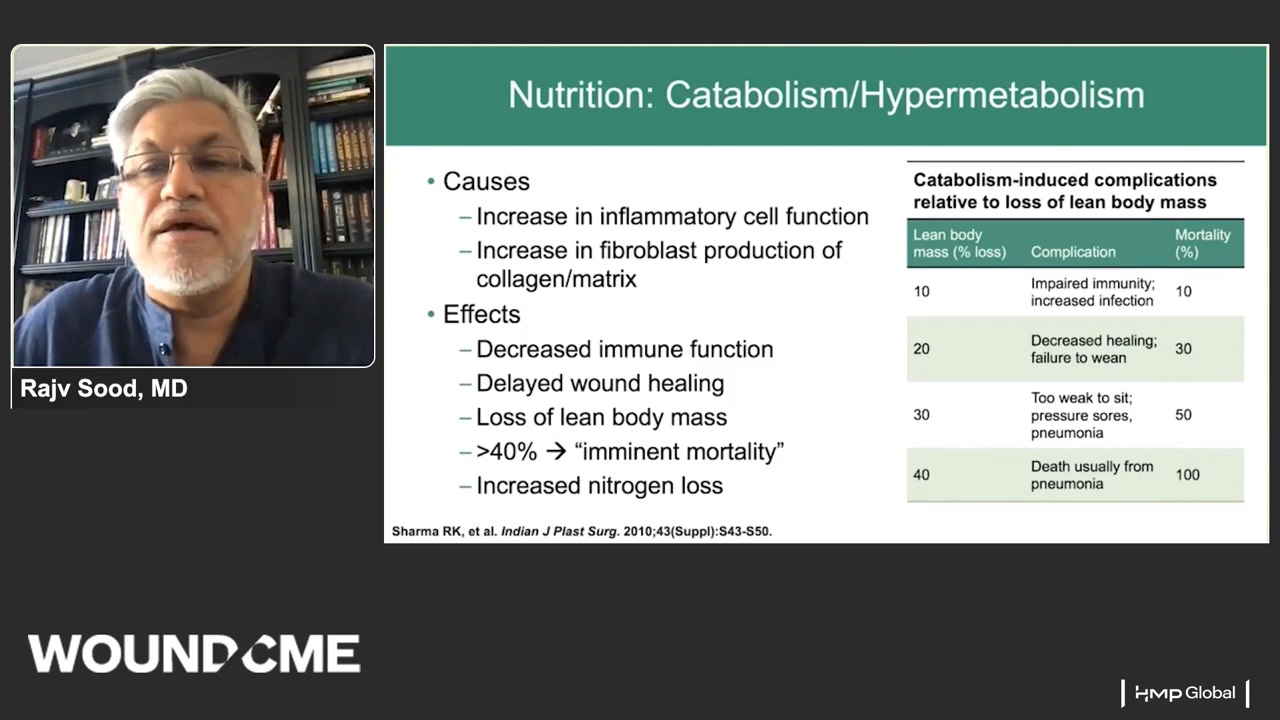 Rajv Sood, MD
WOUNDCME
Nutrition: Catabolism/Hypermetabolism
• Causes
– Increase in inflammatory cell function
– Increase in fibroblast production of
collagen/matrix
• Effects
– Decreased immune function
– Delayed wound healing
– Loss of lean body mass
– >40% → “imminent mortality”
– Increased nitrogen loss
Sharma RK, et al. Indian J Plast Surg. 2010;43(Suppl):S43-S50.
Catabolism-induced complications
relative to loss of lean body mass
Lean body
mass (% loss)
Complication
Mortality
(%)
10
Impaired immunity;
increased infection
10
20
Decreased healing;
failure to wean
30
30
Too weak to sit;
pressure sores,
pneumonia
50
40
Death usually from
pneumonia
100
HMP Global